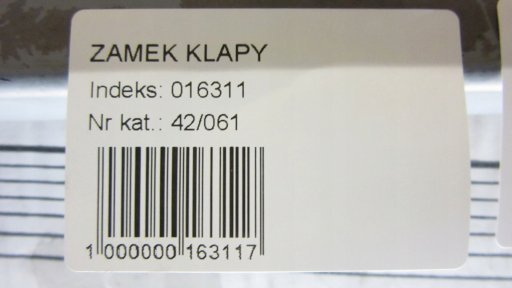 ZAMEK KLAPY
Indeks: 016311
Nr kat.: 42/061
1 000000 163117